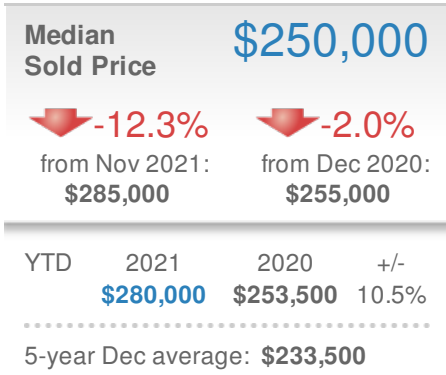 Median $250,000
Sold Price
-12.3% -2.0%
from Nov 2021: from Dec 2020:
$285,000 $255,000
YTD 2021 2020 +/-
$280,000 $253,500 10.5%
5-year Dec average: $233,500